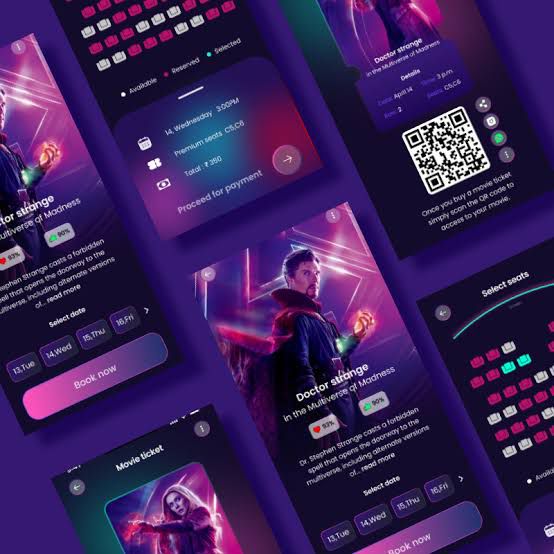 Available
Reserved
Selected
14, Wednesday 3:00PM
Premium seats C5,C6
Total : ₹ 350
Proceed for payment
Doctor strange
in the Multiverse of Madness
Details
Date: April 14
Time: 3 p.m
Row: 2
Seats: C5,C6
Once you buy a movie ticket
simply scan the QR code to
access to your movie.
tor strange
ultiverse of Madness
93%
90%
Stephen Strange casts a forbidden
spell that opens the doorway to the
multiverse, including alternate versions
of... read more
Select date
13,Tue
14,Wed
15,Thu
16,Fri
Book now
Doctor strange
in the Multiverse of Madness
93%
90%
Dr. Stephen Strange casts a forbidden
spell that opens the doorway to the
multiverse, including alternate versions
of... read more
Select date
13,Tue
14,Wed
15,Thu
16,Fri
Book now
Select seats
Movie ticket